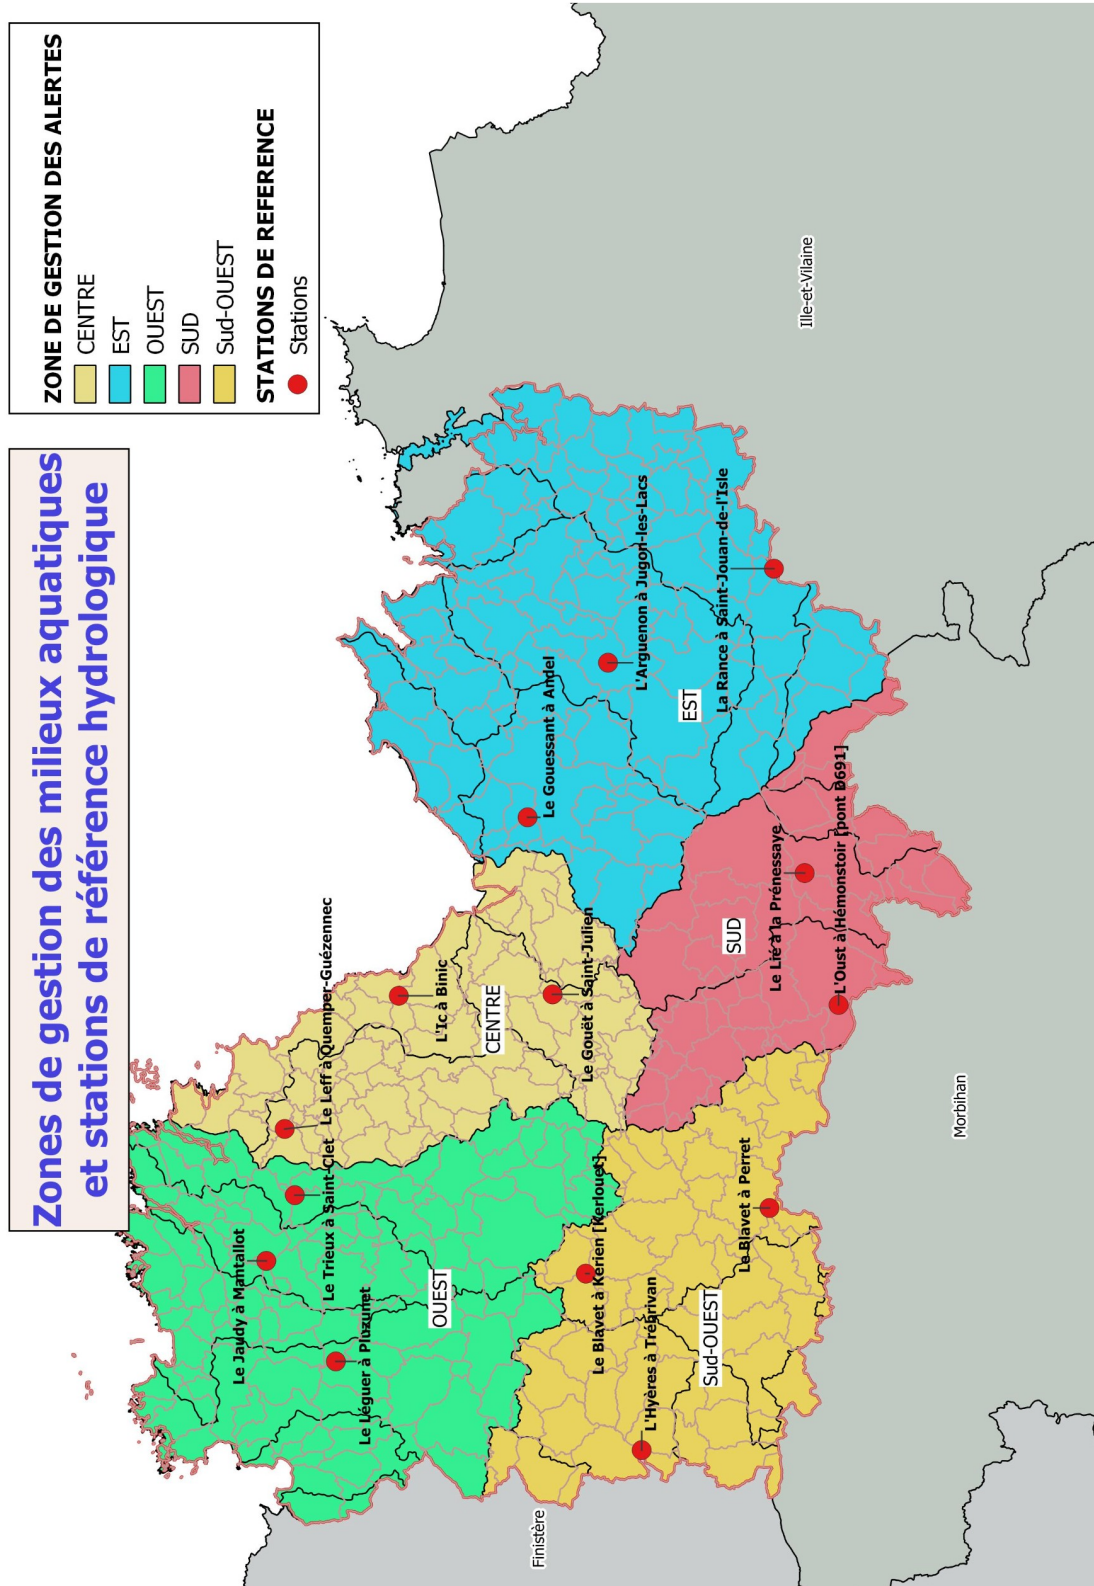 Zones de gestion des milieux aquatiques
et stations de référence hydrologique
ZONE DE GESTION DES ALERTES
CENTRE
EST
OUEST
SUD
Sud-OUEST
STATIONS DE REFERENCE
Stations
Le Jaudy à Mantallot
Le Trieux à Saint-Clet
Le Leff à Quemper-Guézenec
Le Léguer à Pluzunet
OUEST
L'Ic à Binic
CENTRE
Le Gouët à Saint-Julien
Le Gouessant à Andel
L'Arguenon à Jugon-les-Lacs
EST
La Rance à Saint-Jouan-de-l'Isle
Le Blavet à Kerien [Kerlouet]
L'Hyères à Trébrivan
Sud-OUEST
Le Blavet à Perret
SUD
Le Lié à la Prénessaye
L'Oust à Hémonstoir [pont D691]
Finistère
Morbihan
Ille-et-Vilaine